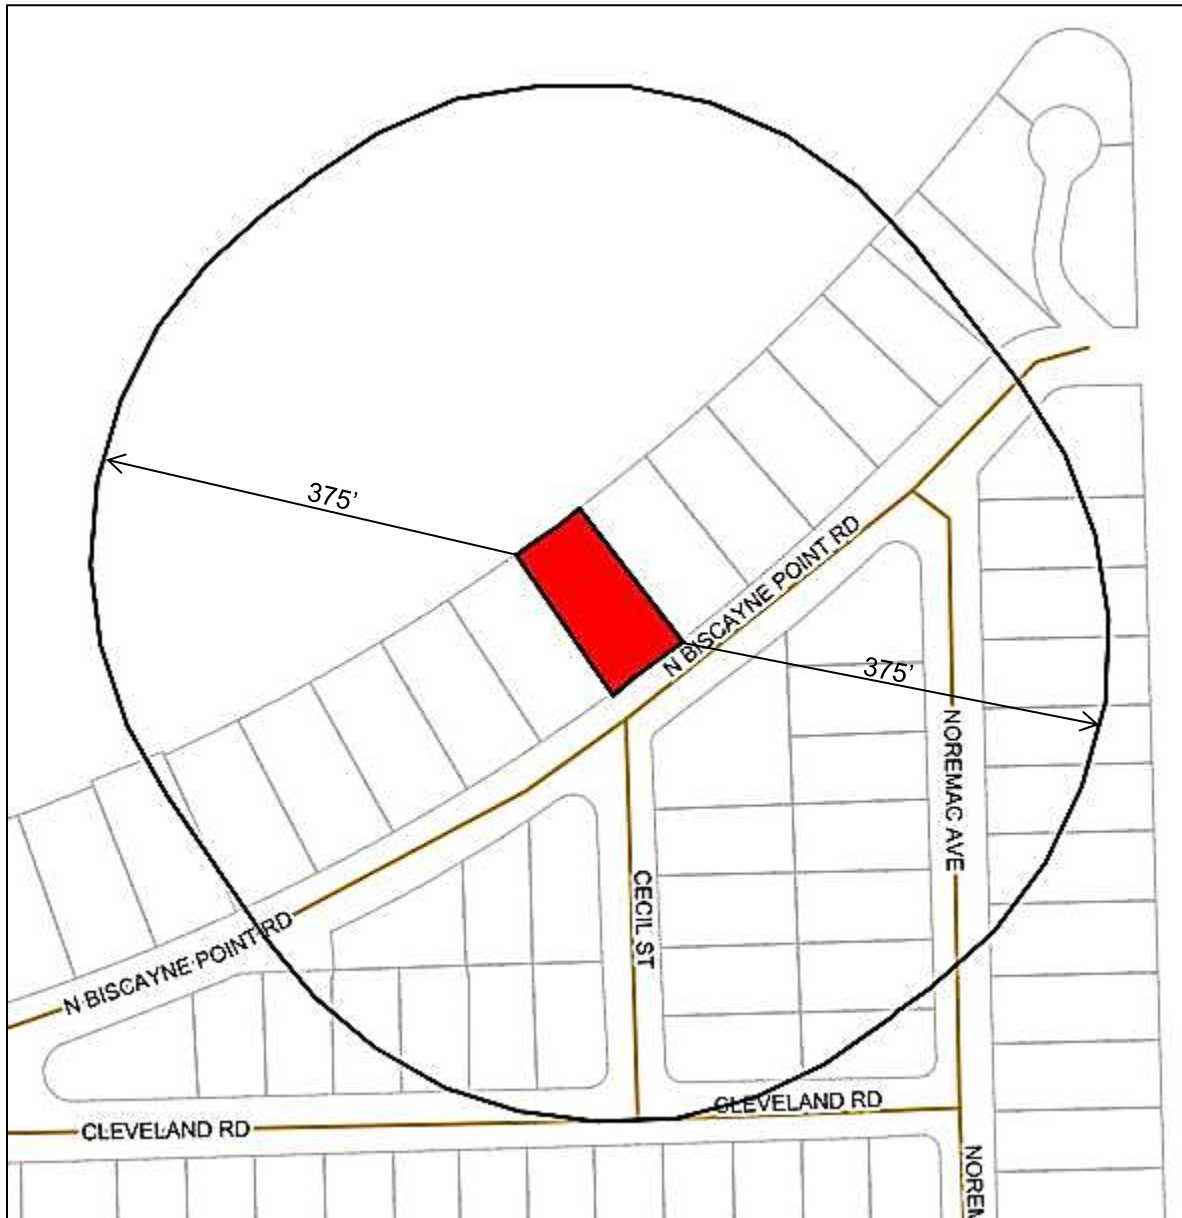 375’
N BISCAYNE POINT RD
375’
NOREMAC AVE
CECIL ST
N BISCAYNE POINT RD
CLEVELAND RD
CLEVELAND RD
NOREM